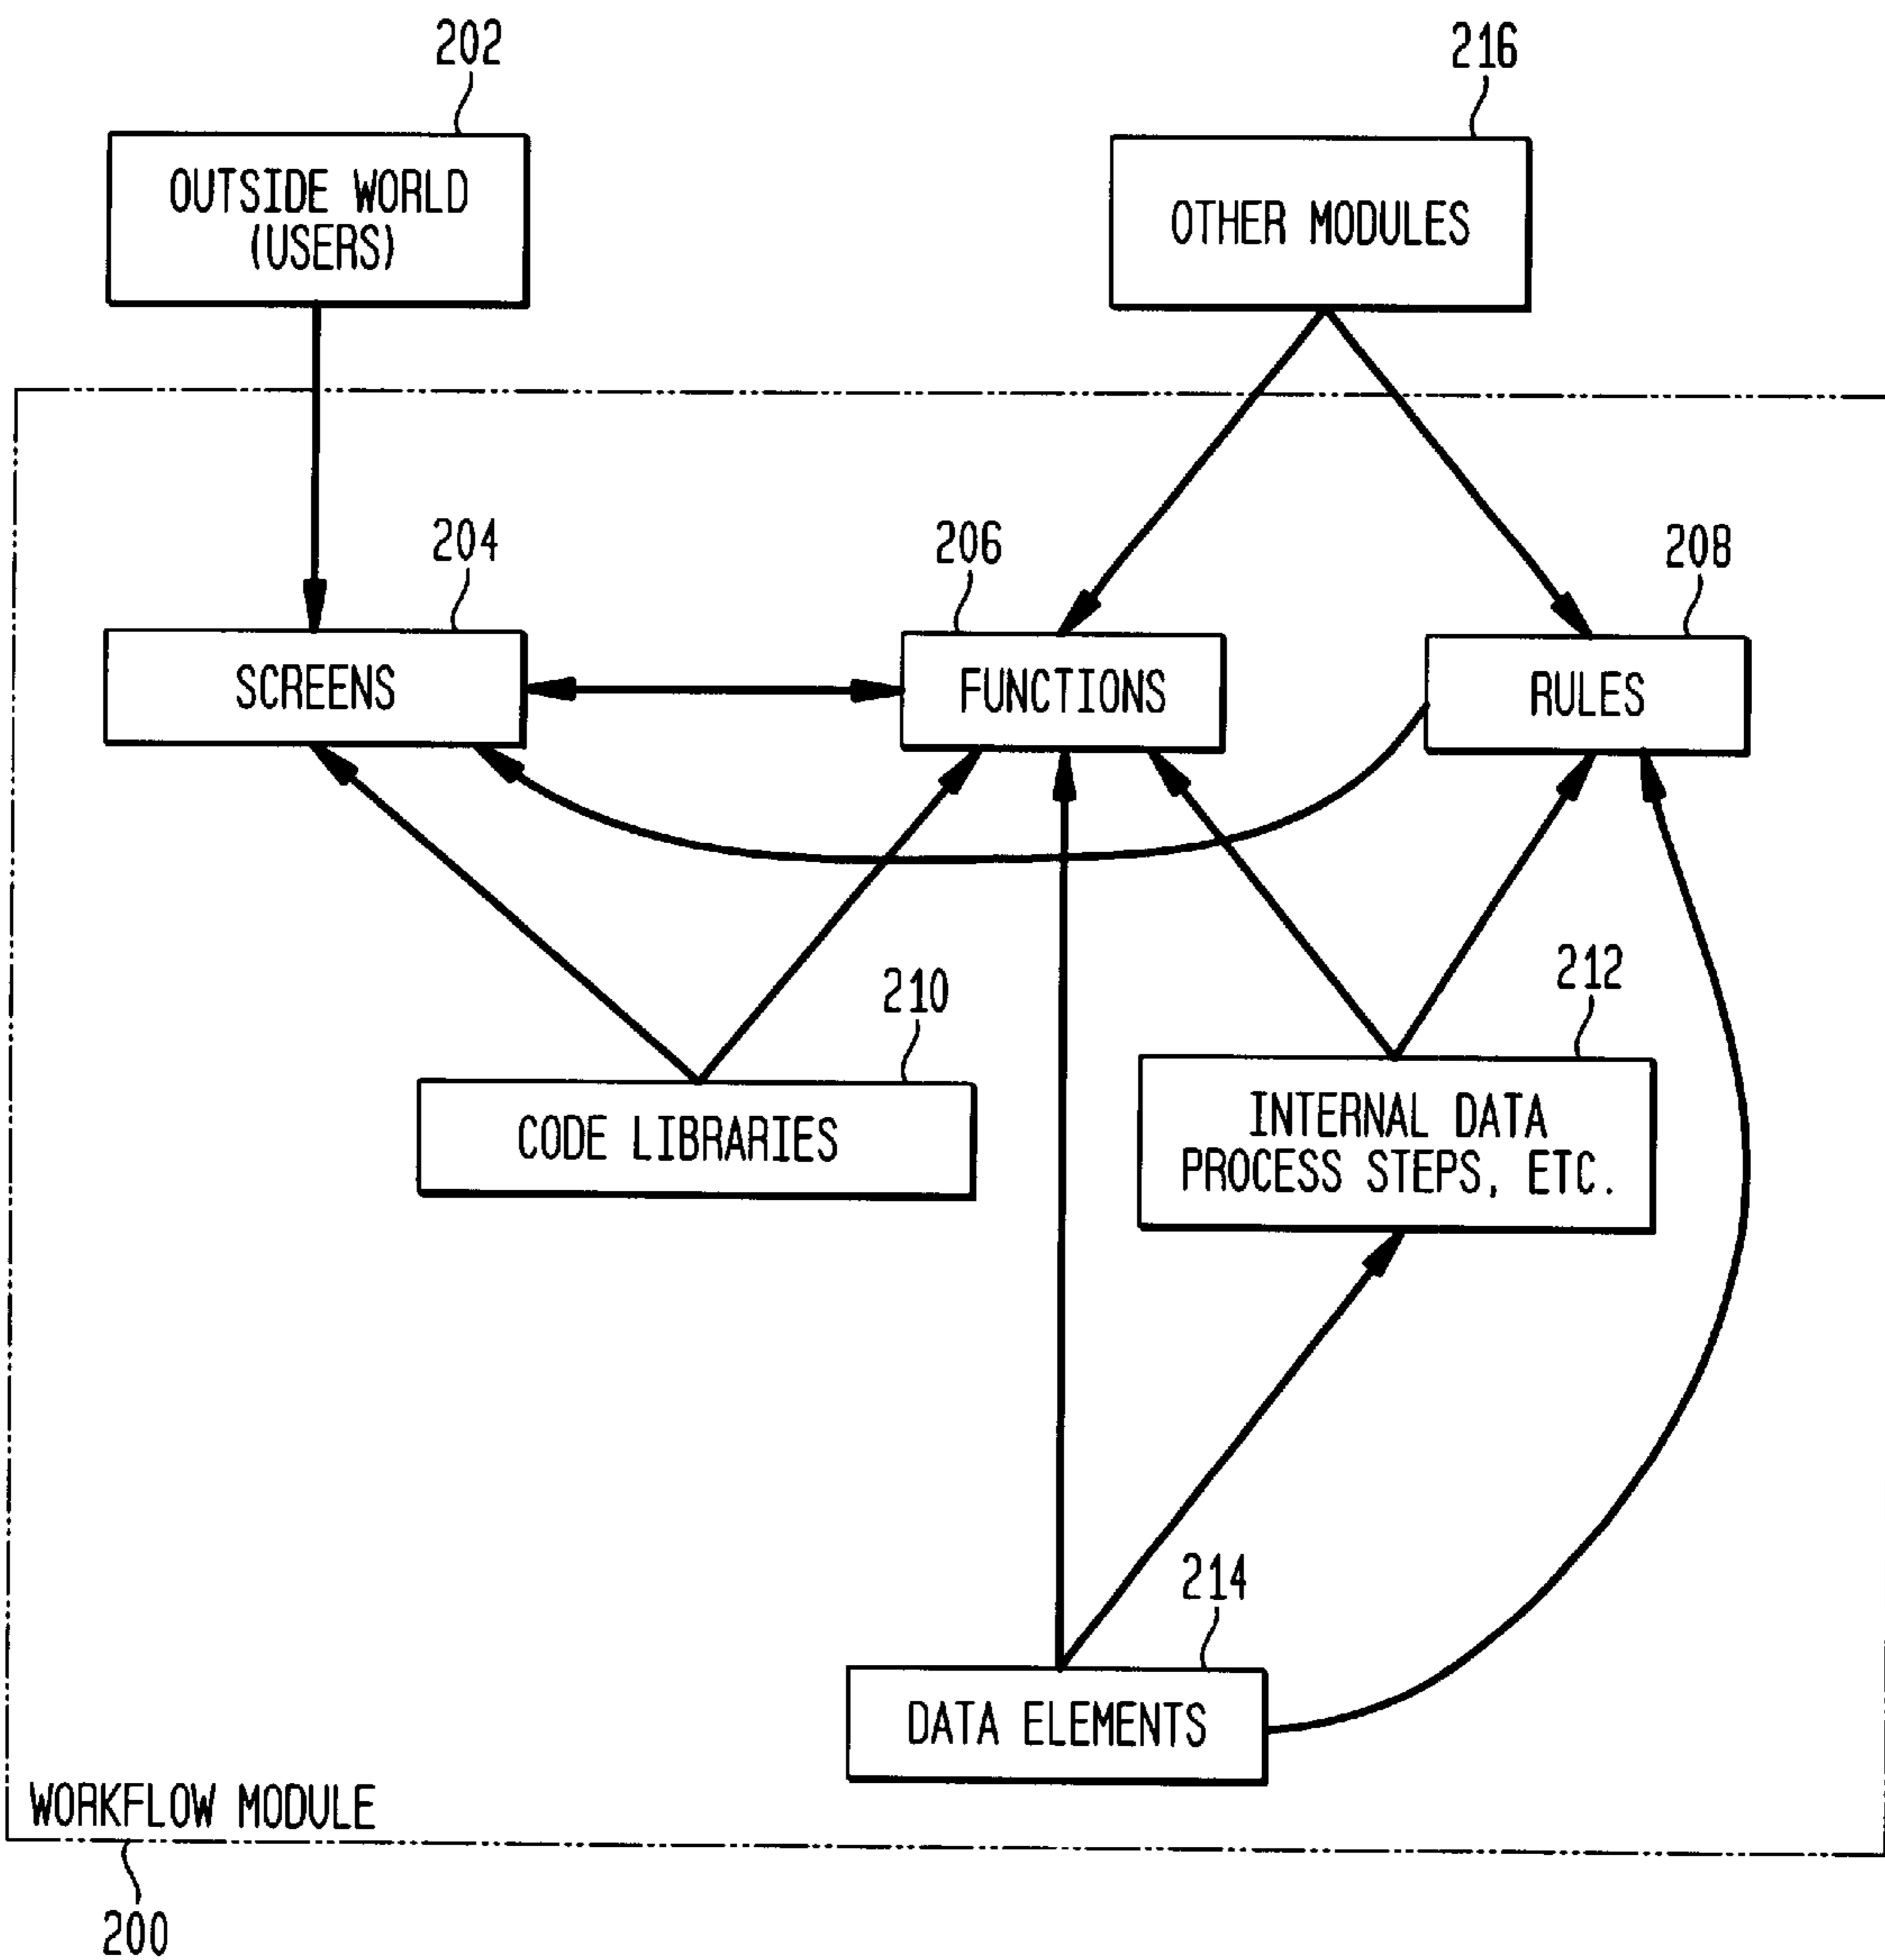 202
216
OUTSIDE WORLD
(USERS)
OTHER MODULES
204
206
208
SCREENS
FUNCTIONS
RULES
210
212
CODE LIBRARIES
INTERNAL DATA
PROCESS STEPS, ETC.
214
DATA ELEMENTS
WORKFLOW MODULE
200